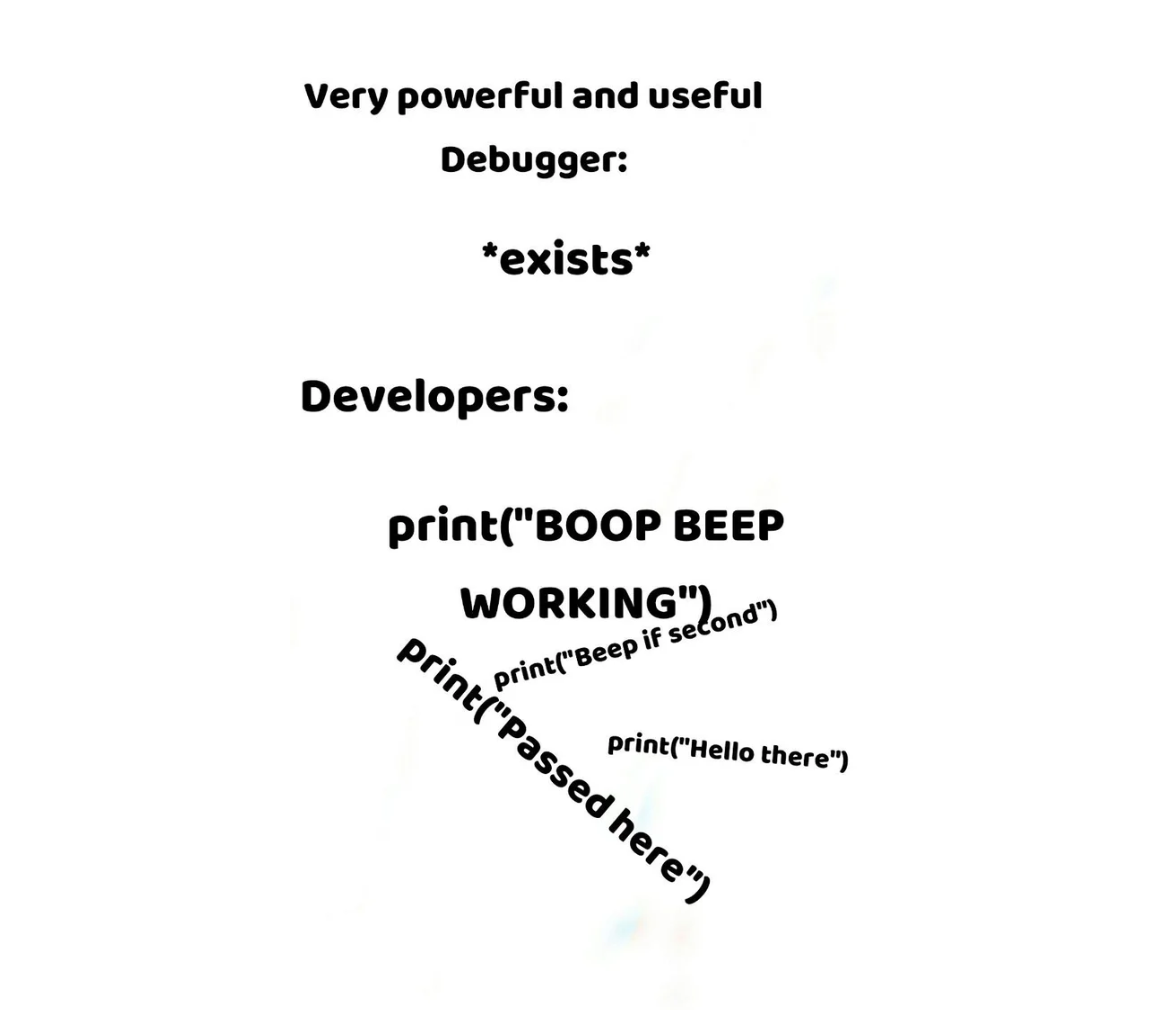 Very powerful and useful
Debugger:
*exists*
Developers:
print("BOOP BEEP
WORKING")
print("Beep if second")
print("Passed here")
print("Hello there")